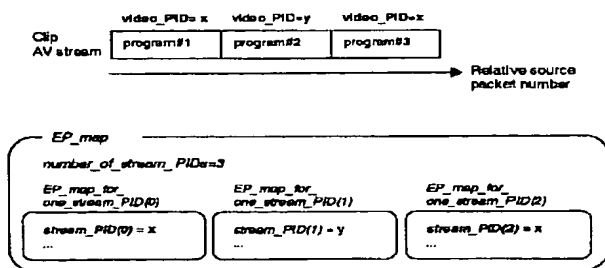 video_PID= x video_PID=y video_PID=x
Clip
AV stream
program#1 program#2 program#3
Relative source
packet number
EP_map
number_of_stream_PIDs=3
EP_map_for_
one_stream_PID(0)
EP_map_for_
one_stream_PID(1)
EP_map_for_
one_stream_PID(2)
stream_PID(0) = x
...
stream_PID(1) = y
...
stream_PID(2) = x
...